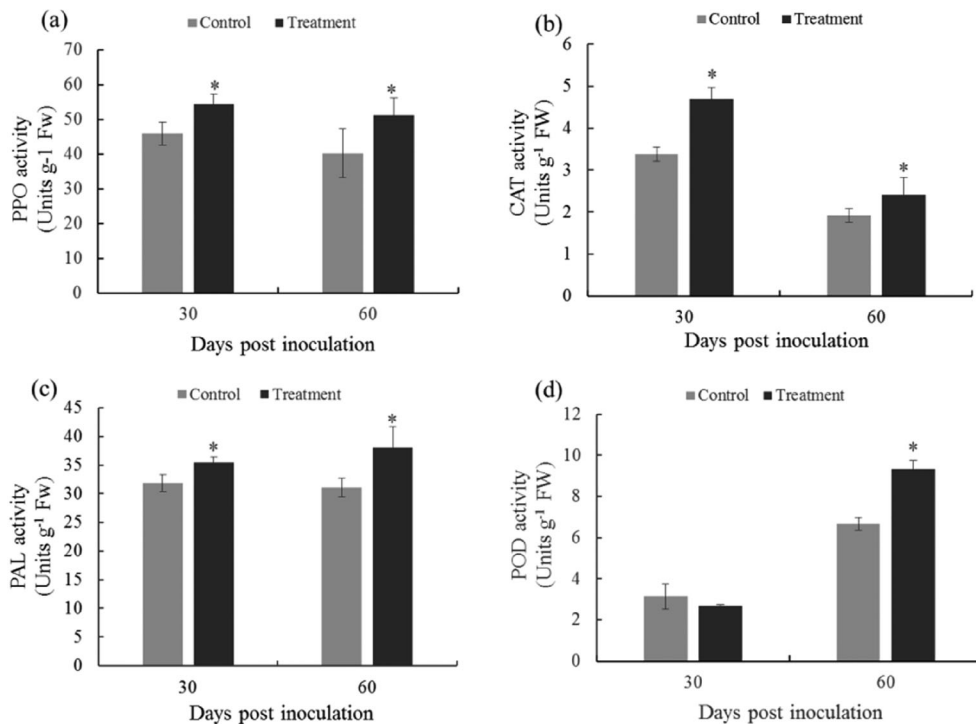 (a)
Control Treatment
70
60
50
40
30
20
10
0
PPO activity
(Units g-1 Fw)
* *
30 60
Days post inoculation
(b)
Control Treatment
6
5
4
3
2
1
0
CAT activity
(Units g⁻¹ FW)
* *
30 60
Days post inoculation
(c)
Control Treatment
45
40
35
30
25
20
15
10
5
0
PAL activity
(Units g⁻¹ Fw)
* *
30 60
Days post inoculation
(d)
Control Treatment
12
10
8
6
4
2
0
POD activity
(Units g⁻¹ FW)
*
30 60
Days post inoculation